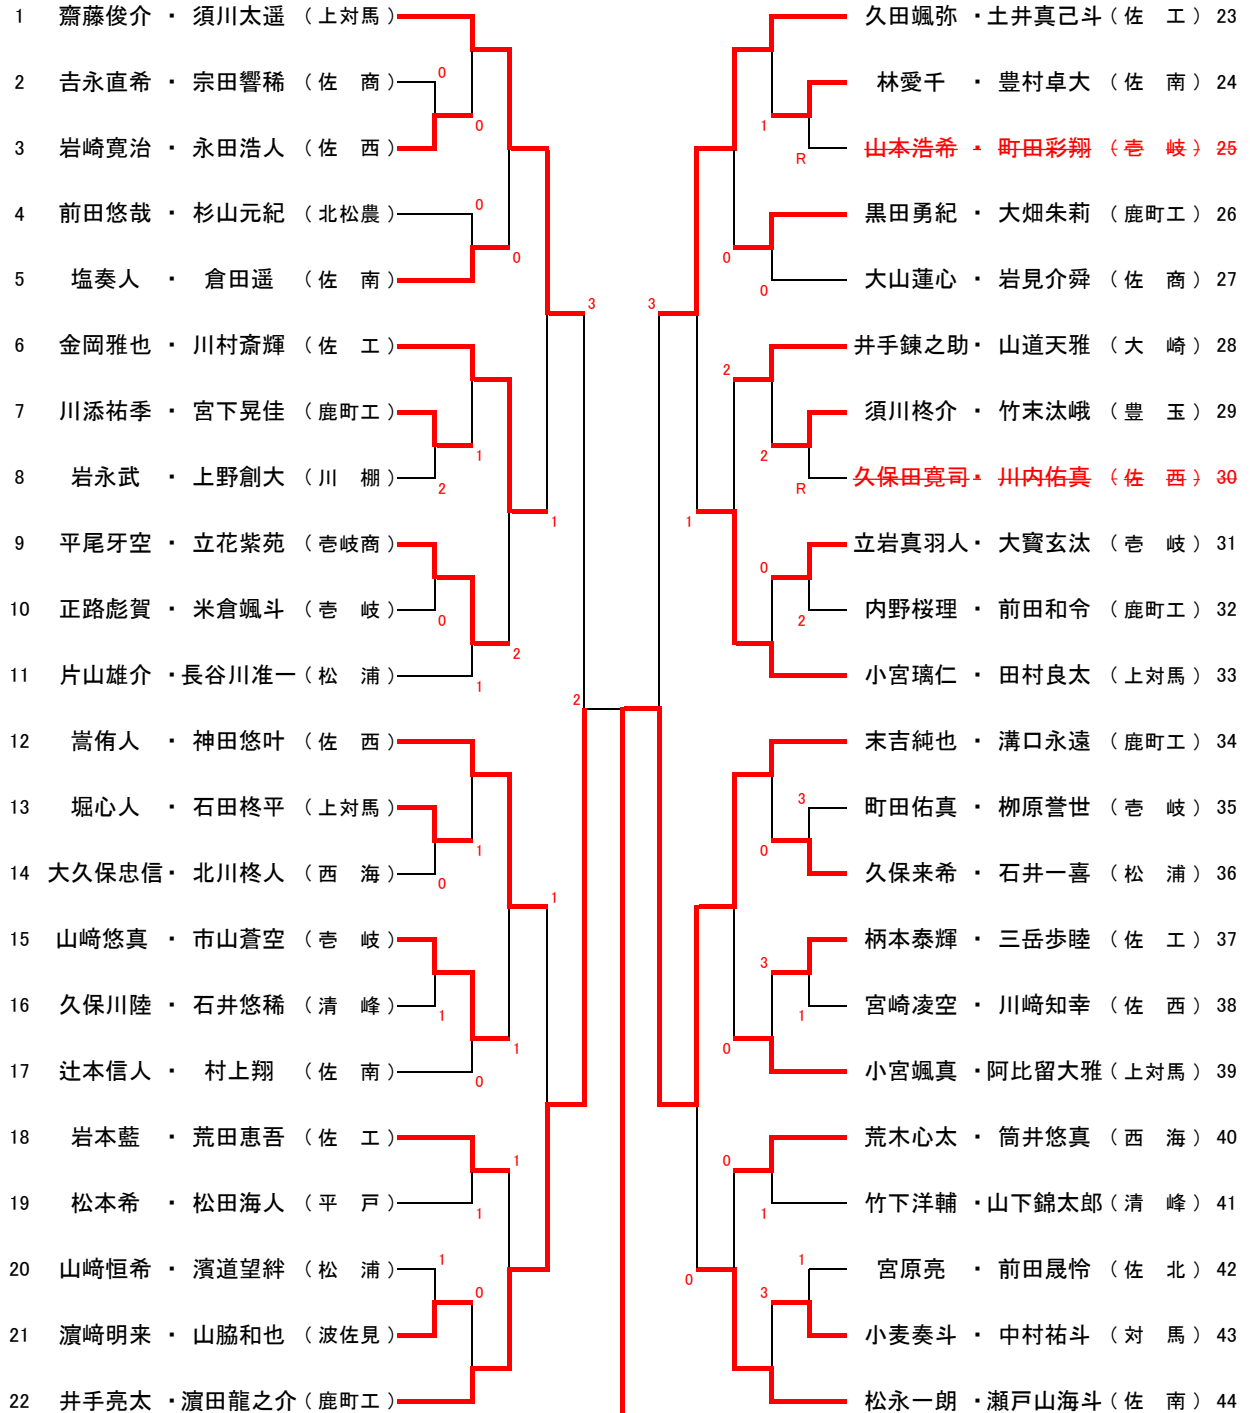 1 齋藤俊介 ・ 須川太遥 (上対馬)
2 𠮷永直希 ・ 宗田響稀 (佐 商)
0
3 岩崎寛治 ・ 永田浩人 (佐 西)
0
4 前田悠哉 ・ 杉山元紀 (北松農)
0
5 塩奏人 ・ 倉田遥 (佐 南)
0
3
6 金岡雅也 ・ 川村斎輝 (佐 工)
7 川添祐季 ・ 宮下晃佳 (鹿町工)
1
8 岩永武 ・ 上野創大 (川 棚)
2
1
9 平尾牙空 ・ 立花紫苑 (壱岐商)
10 正路彪賀 ・ 米倉颯斗 (壱 岐)
0
2
11 片山雄介 ・ 長谷川准一 (松 浦)
1
2
12 嵩侑人 ・ 神田悠叶 (佐 西)
13 堀心人 ・ 石田柊平 (上対馬)
1
14 大久保忠信 ・ 北川柊人 (西 海)
0
1
15 山﨑悠真 ・ 市山蒼空 (壱 岐)
16 久保川陸 ・ 石井悠稀 (清 峰)
1
1
17 辻本信人 ・ 村上翔 (佐 南)
0
18 岩本藍 ・ 荒田恵吾 (佐 工)
1
19 松本希 ・ 松田海人 (平 戸)
1
20 山﨑恒希 ・ 濱道望絆 (松 浦)
1
0
21 濵﨑明来 ・ 山脇和也 (波佐見)
22 井手亮太 ・ 濵田龍之介 (鹿町工)
久田颯弥 ・ 土井真己斗 (佐 工) 23
林愛千 ・ 豊村卓大 (佐 南) 24
1
R
山本浩希 ・ 町田彩翔 (壱 岐) 25
黒田勇紀 ・ 大畑朱莉 (鹿町工) 26
0
0
大山蓮心 ・ 岩見介舜 (佐 商) 27
3
井手錬之助 ・ 山道天雅 (大 崎) 28
2
須川柊介 ・ 竹末汰峨 (豊 玉) 29
2
R
久保田寛司 ・ 川内佑真 (佐 西) 30
1
立岩真羽人 ・ 大寳玄汰 (壱 岐) 31
0
内野桜理 ・ 前田和令 (鹿町工) 32
2
小宮璃仁 ・ 田村良太 (上対馬) 33
末吉純也 ・ 溝口永遠 (鹿町工) 34
3
町田佑真 ・ 栁原誉世 (壱 岐) 35
0
久保来希 ・ 石井一喜 (松 浦) 36
柄本泰輝 ・ 三岳歩睦 (佐 工) 37
3
宮崎凌空 ・ 川﨑知幸 (佐 西) 38
1
0
小宮颯真 ・ 阿比留大雅 (上対馬) 39
荒木心太 ・ 筒井悠真 (西 海) 40
0
竹下洋輔 ・ 山下錦太郎 (清 峰) 41
1
宮原亮 ・ 前田晟怜 (佐 北) 42
1
0
3
小麦奏斗 ・ 中村祐斗 (対 馬) 43
松永一朗 ・ 瀬戸山海斗 (佐 南) 44